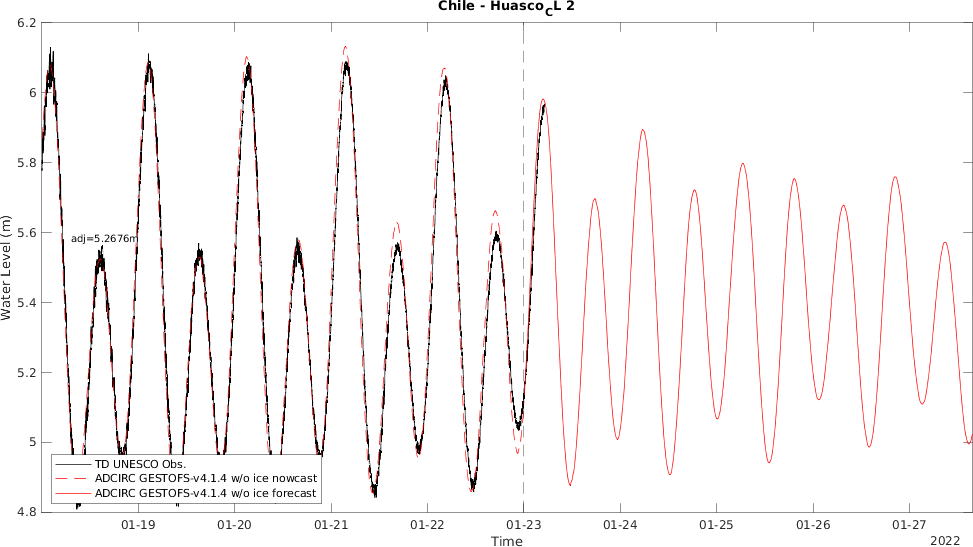 Chile - Huasco_CL 2
6.2
6
5.8
5.6
5.4
5.2
5
4.8
Water Level (m)
adj=5.2676m
TD UNESCO Obs.
ADCIRC GESTOFS-v4.1.4 w/o ice nowcast
ADCIRC GESTOFS-v4.1.4 w/o ice forecast
01-19 01-20 01-21 01-22 01-23 01-24 01-25 01-26 01-27
Time
2022